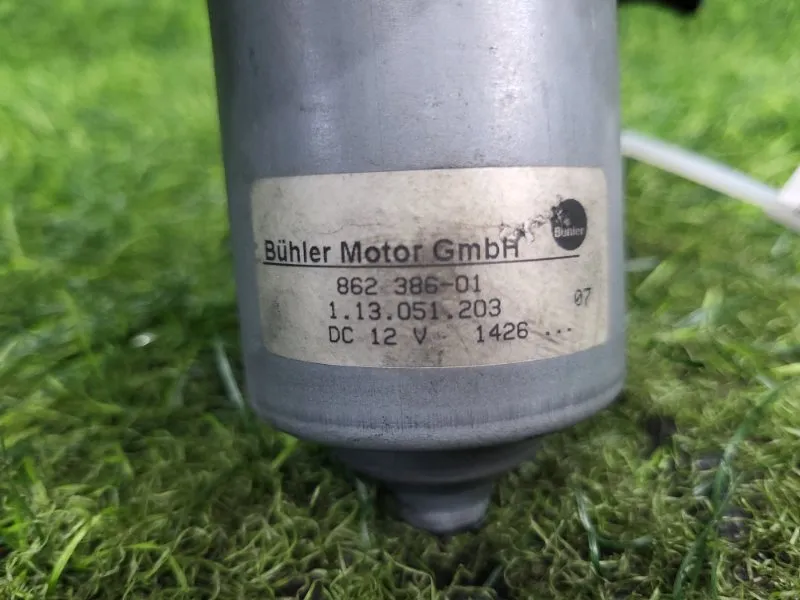 Bühler
Bühler Motor GmbH
862 386-01
1.13.051.203
07
DC 12 V 1426 ...